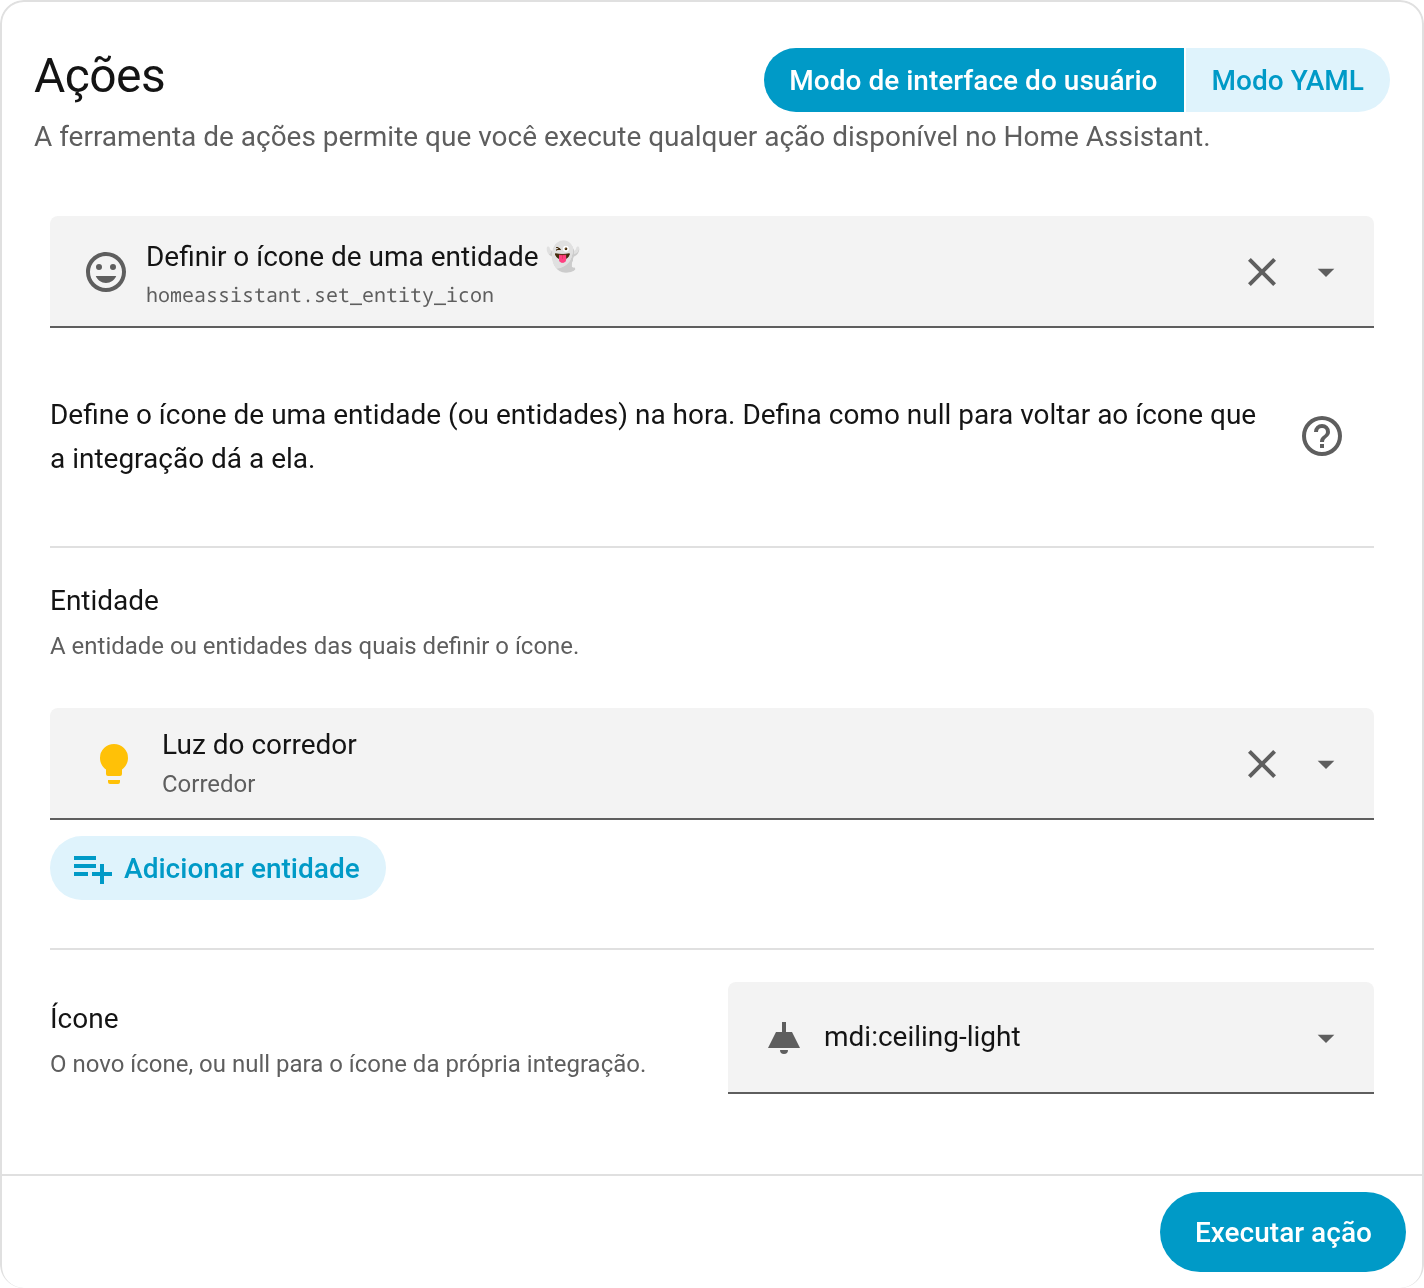 Ações
Modo de interface do usuário
Modo YAML
A ferramenta de ações permite que você execute qualquer ação disponível no Home Assistant.
Definir o ícone de uma entidade 👻
homeassistant.set_entity_icon
Define o ícone de uma entidade (ou entidades) na hora. Defina como null para voltar ao ícone que
a integração dá a ela.
Entidade
A entidade ou entidades das quais definir o ícone.
Luz do corredor
Corredor
Adicionar entidade
Ícone
O novo ícone, ou null para o ícone da própria integração.
mdi:ceiling-light
Executar ação